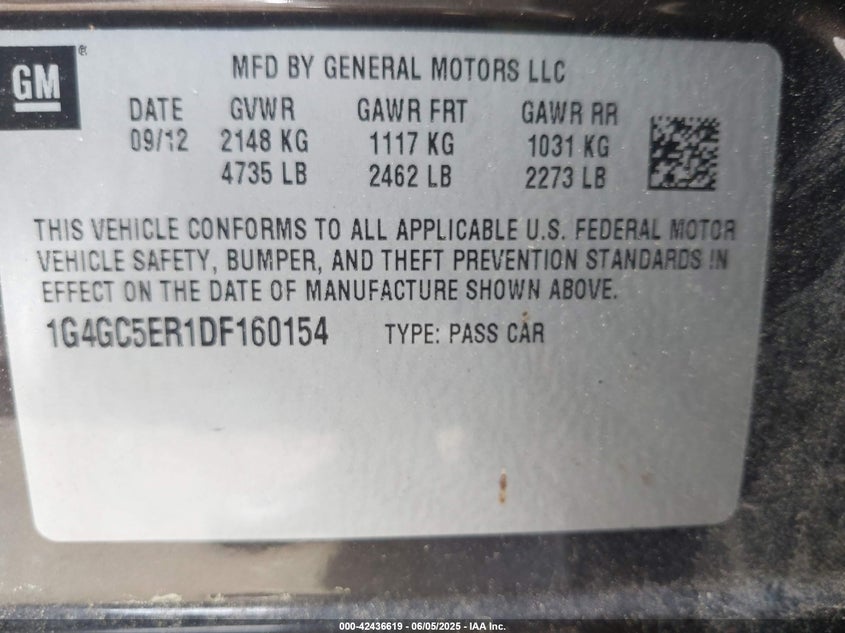 GM
MFD BY GENERAL MOTORS LLC
DATE GVWR GAWR FRT GAWR RR
09/12 2148 KG 1117 KG 1031 KG
4735 LB 2462 LB 2273 LB
THIS VEHICLE CONFORMS TO ALL APPLICABLE U.S. FEDERAL MOTOR
VEHICLE SAFETY, BUMPER, AND THEFT PREVENTION STANDARDS IN
EFFECT ON THE DATE OF MANUFACTURE SHOWN ABOVE.
1G4GC5ER1DF160154 TYPE: PASS CAR
000-42436619 - 06/05/2025 - IAA Inc.